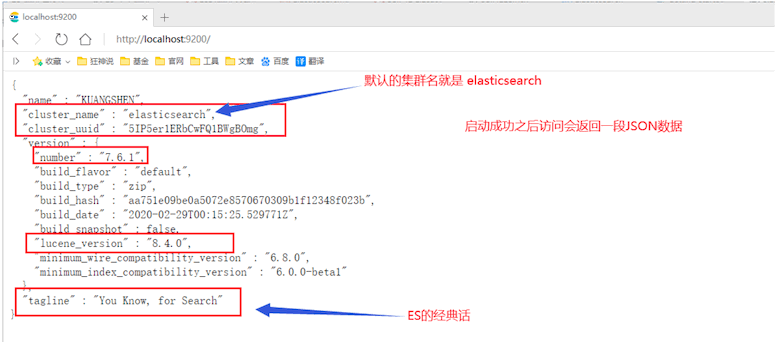 localhost:9200
http://localhost:9200/
收藏 狂神说 基金 官网 工具 文章 百度 翻译
默认的集群名就是 elasticsearch
启动成功之后访问会返回一段JSON数据
{
"name" : "KUANGSHEN",
"cluster_name" : "elasticsearch",
"cluster_uuid" : "5IP5er1ERbCwFQ1BWgBOmg",
"version" : {
"number" : "7.6.1",
"build_flavor" : "default",
"build_type" : "zip",
"build_hash" : "aa751e09be0a5072e8570670309b1f12348f023b",
"build_date" : "2020-02-29T00:15:25.529771Z",
"build_snapshot" : false,
"lucene_version" : "8.4.0",
"minimum_wire_compatibility_version" : "6.8.0",
"minimum_index_compatibility_version" : "6.0.0-beta1"
},
"tagline" : "You Know, for Search"
}
ES的经典话